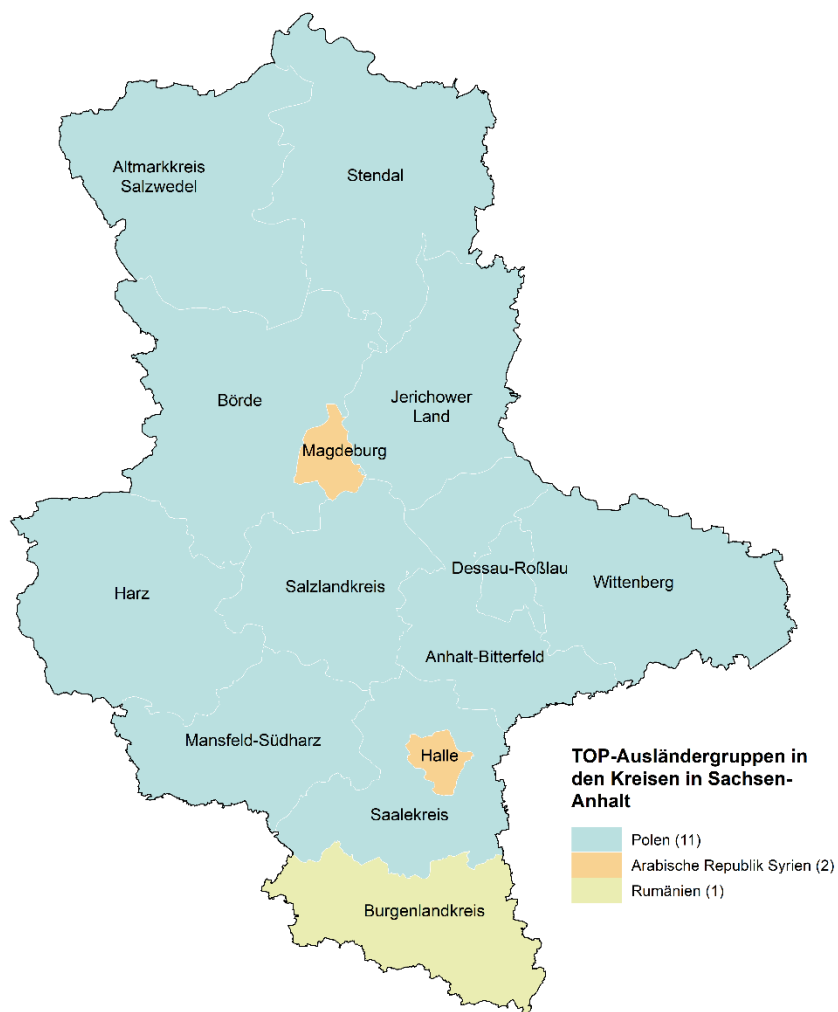 Altmarkkreis
Salzwedel
Stendal
Börde
Jerichower
Land
Magdeburg
Dessau-Roßlau
Wittenberg
Harz
Salzlandkreis
Anhalt-Bitterfeld
Mansfeld-Südharz
Halle
Saalekreis
Burgenlandkreis
TOP-Ausländergruppen in
den Kreisen in Sachsen-
Anhalt
Polen (11)
Arabische Republik Syrien (2)
Rumänien (1)